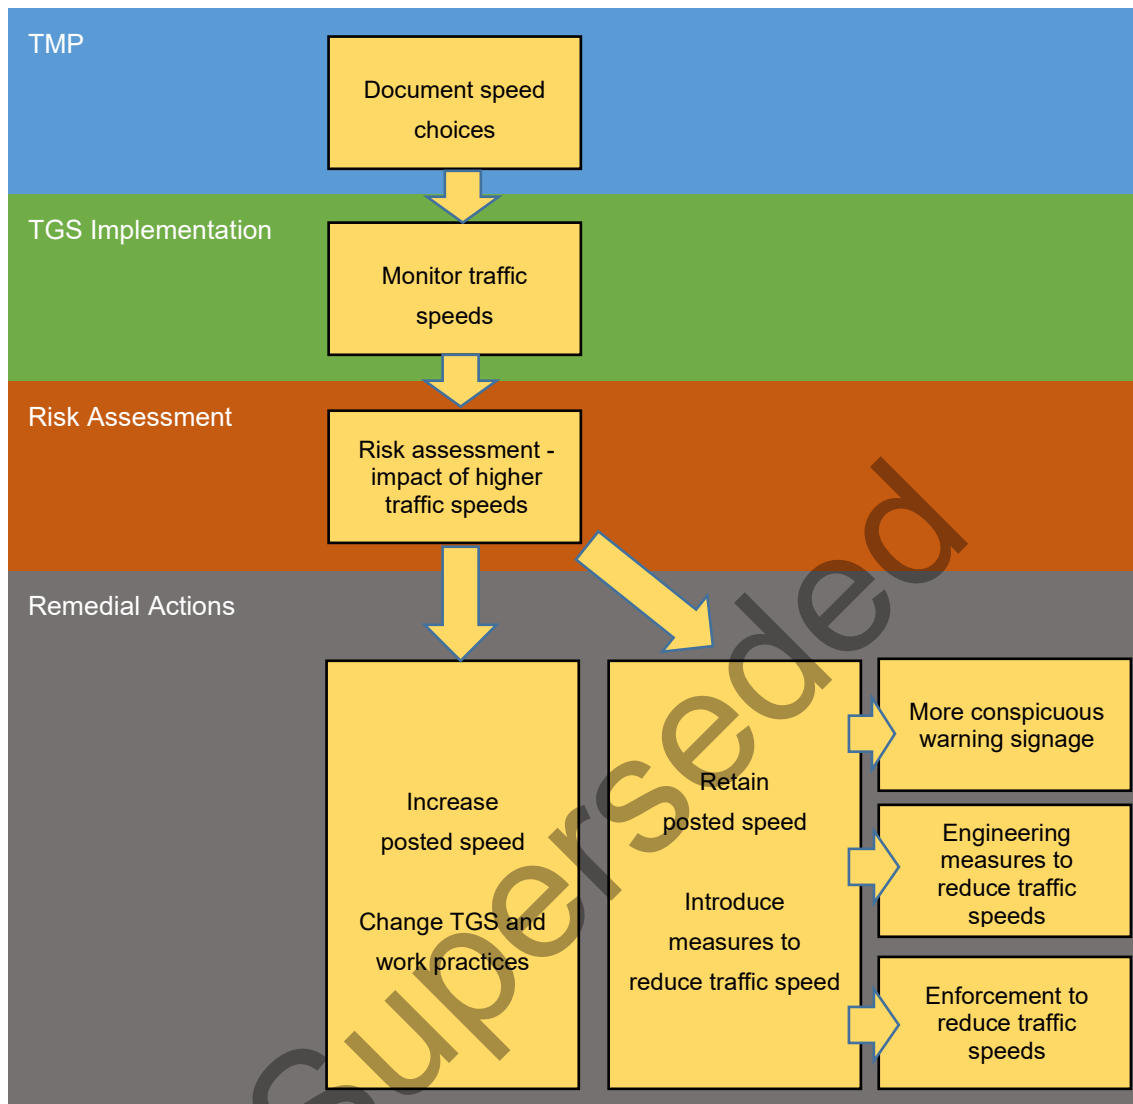 TMP
Document speed
choices
TGS Implementation
Monitor traffic
speeds
Risk Assessment
Risk assessment -
impact of higher
traffic speeds
Remedial Actions
Increase
posted speed
Change TGS and
work practices
Retain
posted speed
Introduce
measures to
reduce traffic speed
More conspicuous
warning signage
Engineering
measures to
reduce traffic
speeds
Enforcement to
reduce traffic
speeds
Superseded